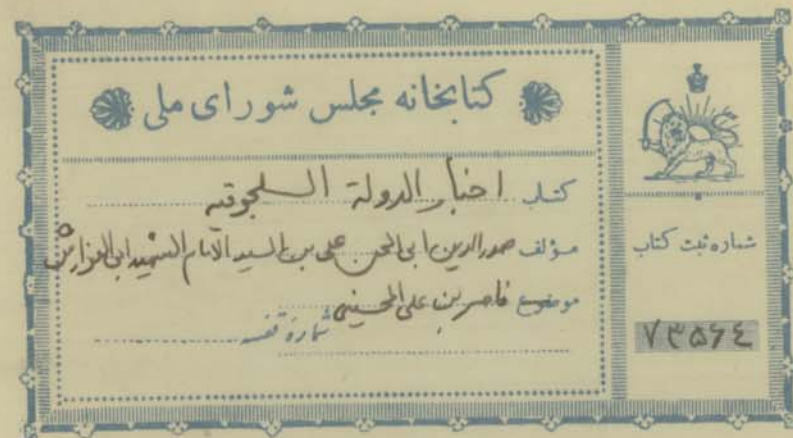 کتابخانه مجلس شورای ملی
کتاب اخبار الدولة السلجوقیه
مؤلف صدرالدین ابی الحسن علی بن السید الامام الشهید ابی الفوارس
موضوع ناصر بن علی الحسینی
شماره قفسه
شماره ثبت کتاب
۷۳۵۶٤